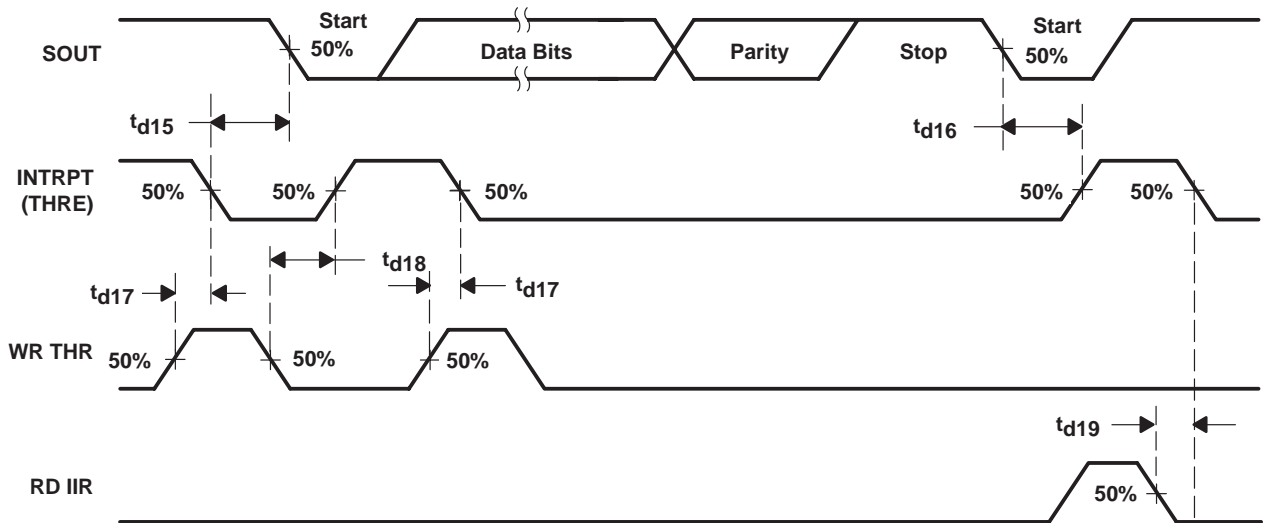 Start
Start
SOUT
50%
Data Bits
Parity
Stop
50%
td15
td16
INTRPT
(THRE)
50%
50%
50%
50%
50%
td18
td17
td17
WR THR
50%
50%
50%
td19
RD IIR
50%